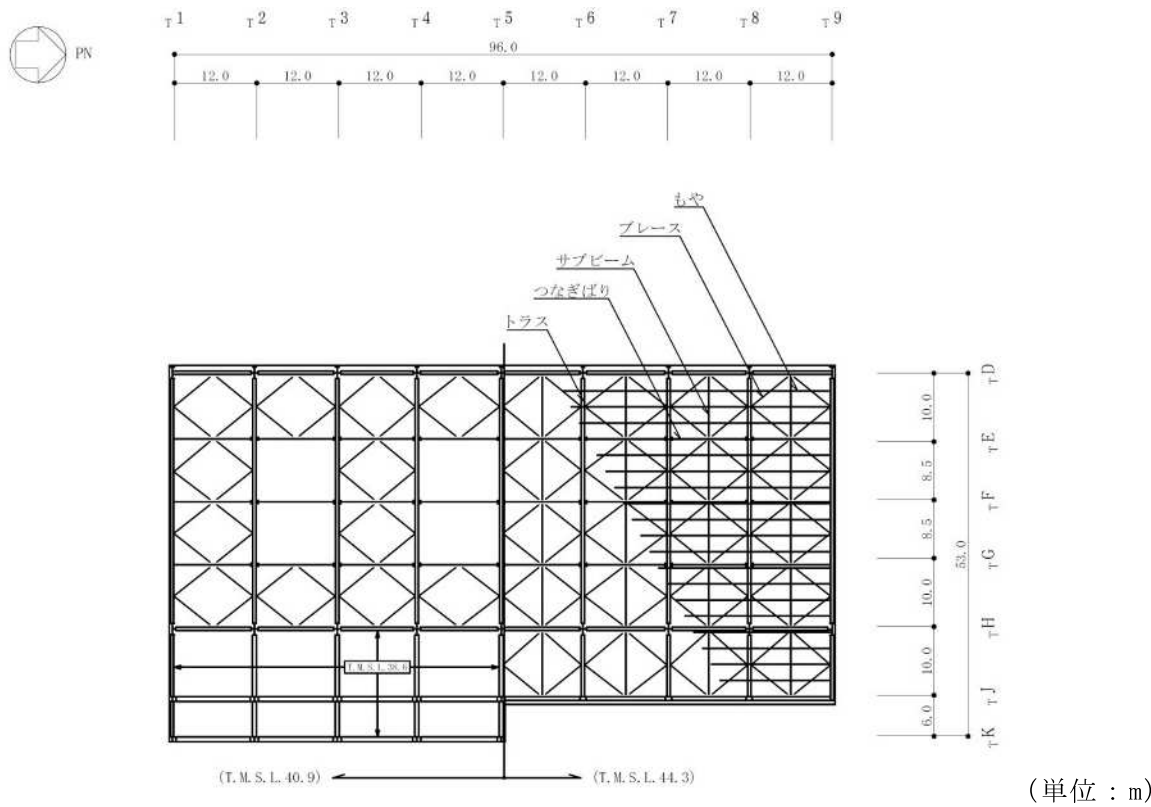 T1 T2 T3 T4 T5 T6 T7 T8 T9
PN
96.0
12.0 12.0 12.0 12.0 12.0 12.0 12.0 12.0
もや
ブレース
サブビーム
つなぎばり
トラス
TD
10.0
TE
8.5
TF
8.5
53.0
TG
10.0
TH
10.0
T.M.S.L.38.6
TJ
6.0
TK
(T.M.S.L.40.9) (T.M.S.L.44.3)
(単位：m)